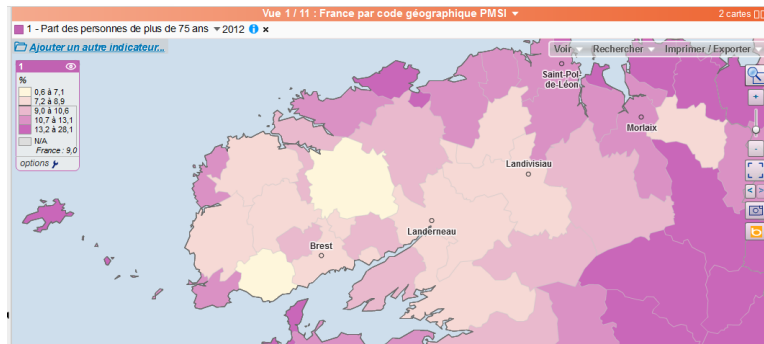 Vue 1 / 11 : France par code géographique PMSI
2 cartes
1 - Part des personnes de plus de 75 ans 2012 i ×
Ajouter un autre indicateur...
Voir Rechercher Imprimer / Exporter
1
%
0,6 à 7,1
7,2 à 8,9
9,0 à 10,6
10,7 à 13,1
13,2 à 28,1
N/A
France : 9,0
options
Saint-Pol-
de-Léon
Morlaix
Landivisiau
Landerneau
Brest
+
-
< >